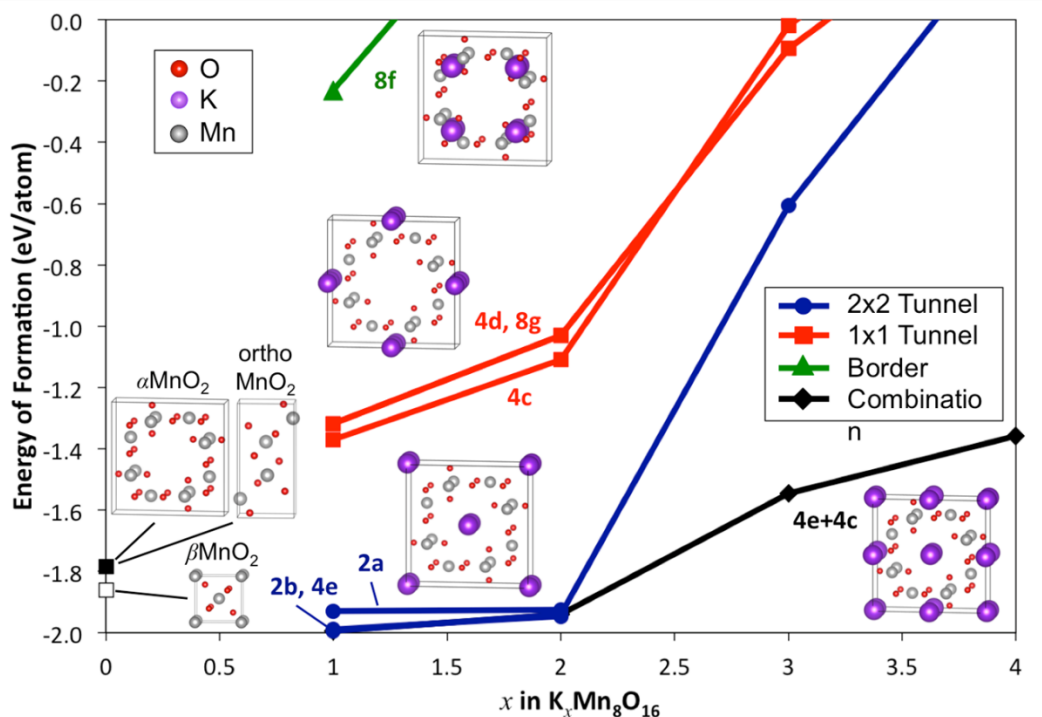 0.0
-0.2
-0.4
-0.6
-0.8
-1.0
-1.2
-1.4
-1.6
-1.8
-2.0
Energy of Formation (eV/atom)
O
K
Mn
8f
4d, 8g
4c
ortho
αMnO2 MnO2
βMnO2
2b, 4e
2a
4e+4c
2x2 Tunnel
1x1 Tunnel
Border
Combinatio
n
0 0.5 1 1.5 2 2.5 3 3.5 4
x in KxMn8O16